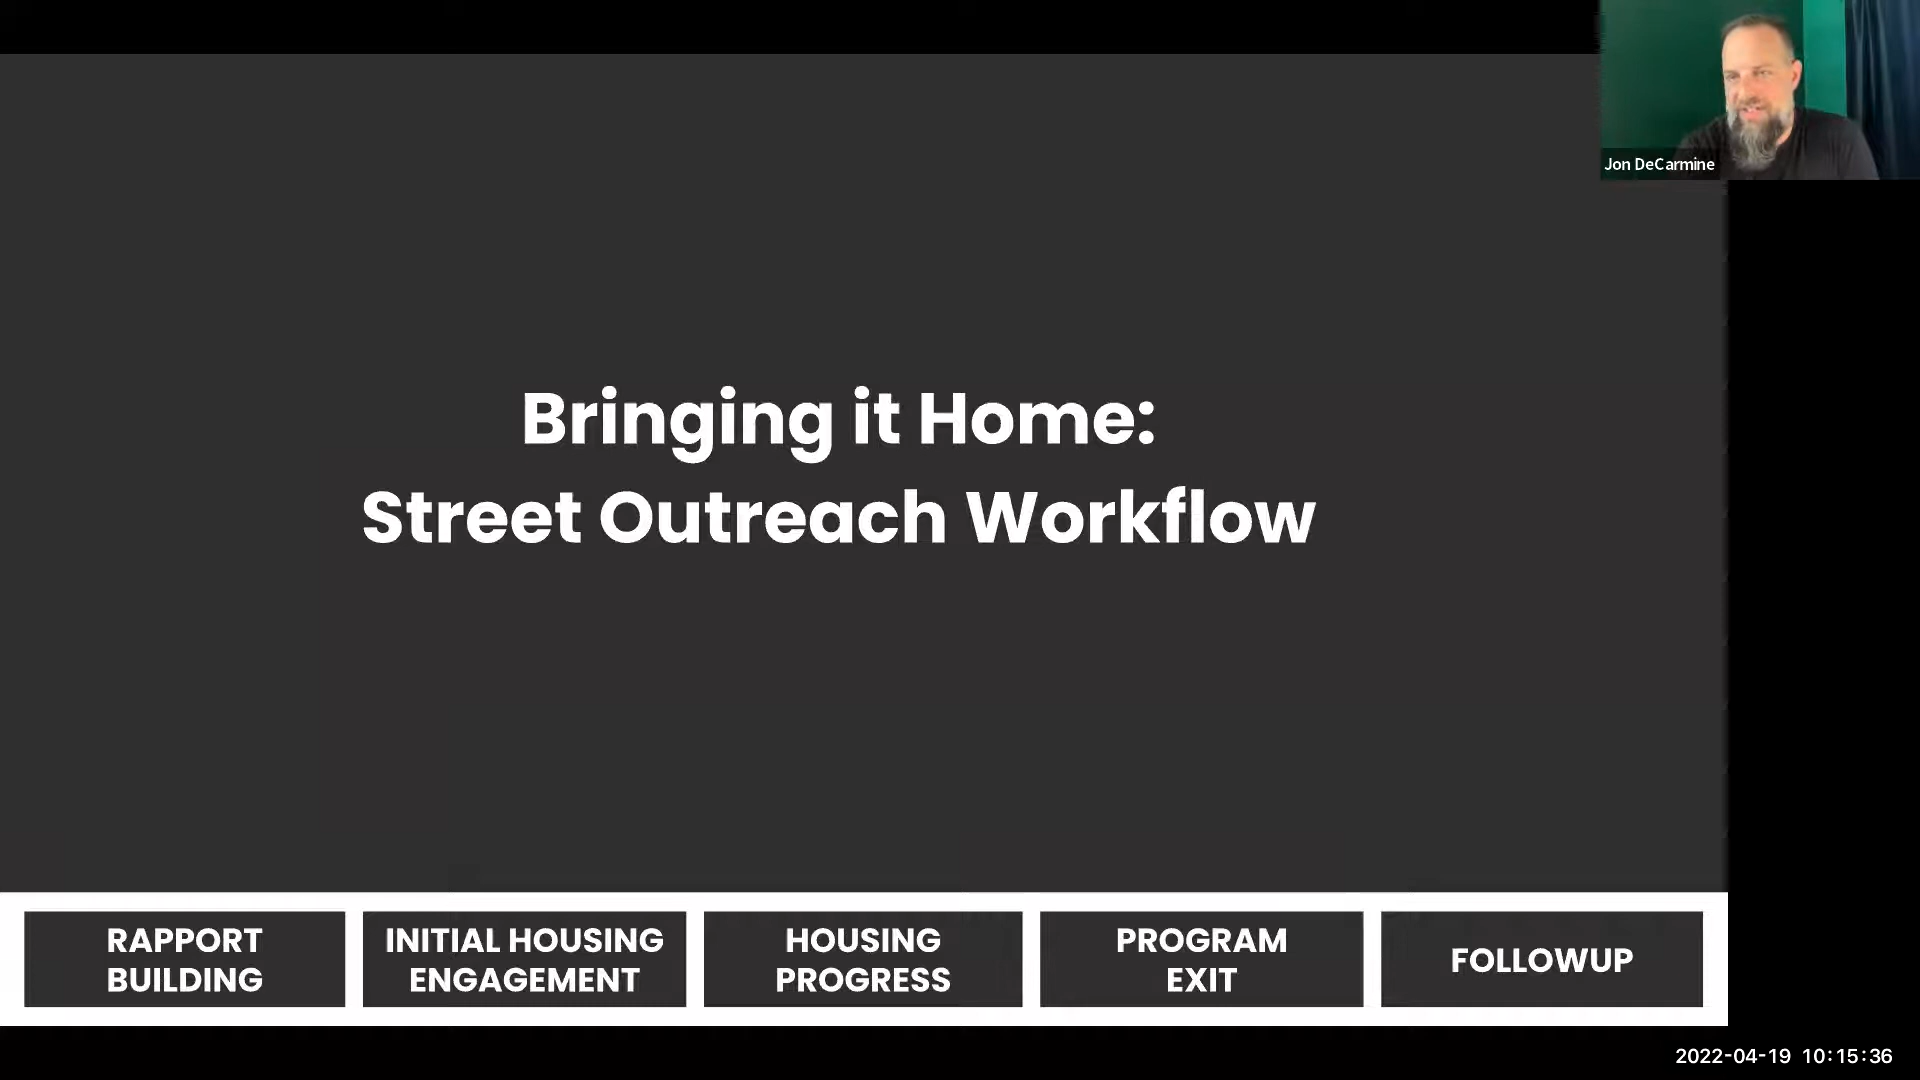 Jon DeCarmine
Bringing it Home:
Street Outreach Workflow
RAPPORT
BUILDING
INITIAL HOUSING
ENGAGEMENT
HOUSING
PROGRESS
PROGRAM
EXIT
FOLLOWUP
2022-04-19 10:15:36